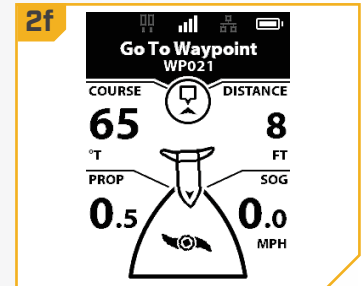 2f
Go To Waypoint
WP021
COURSE DISTANCE
65 8
°T FT
PROP SOG
0.5 0.0
MPH